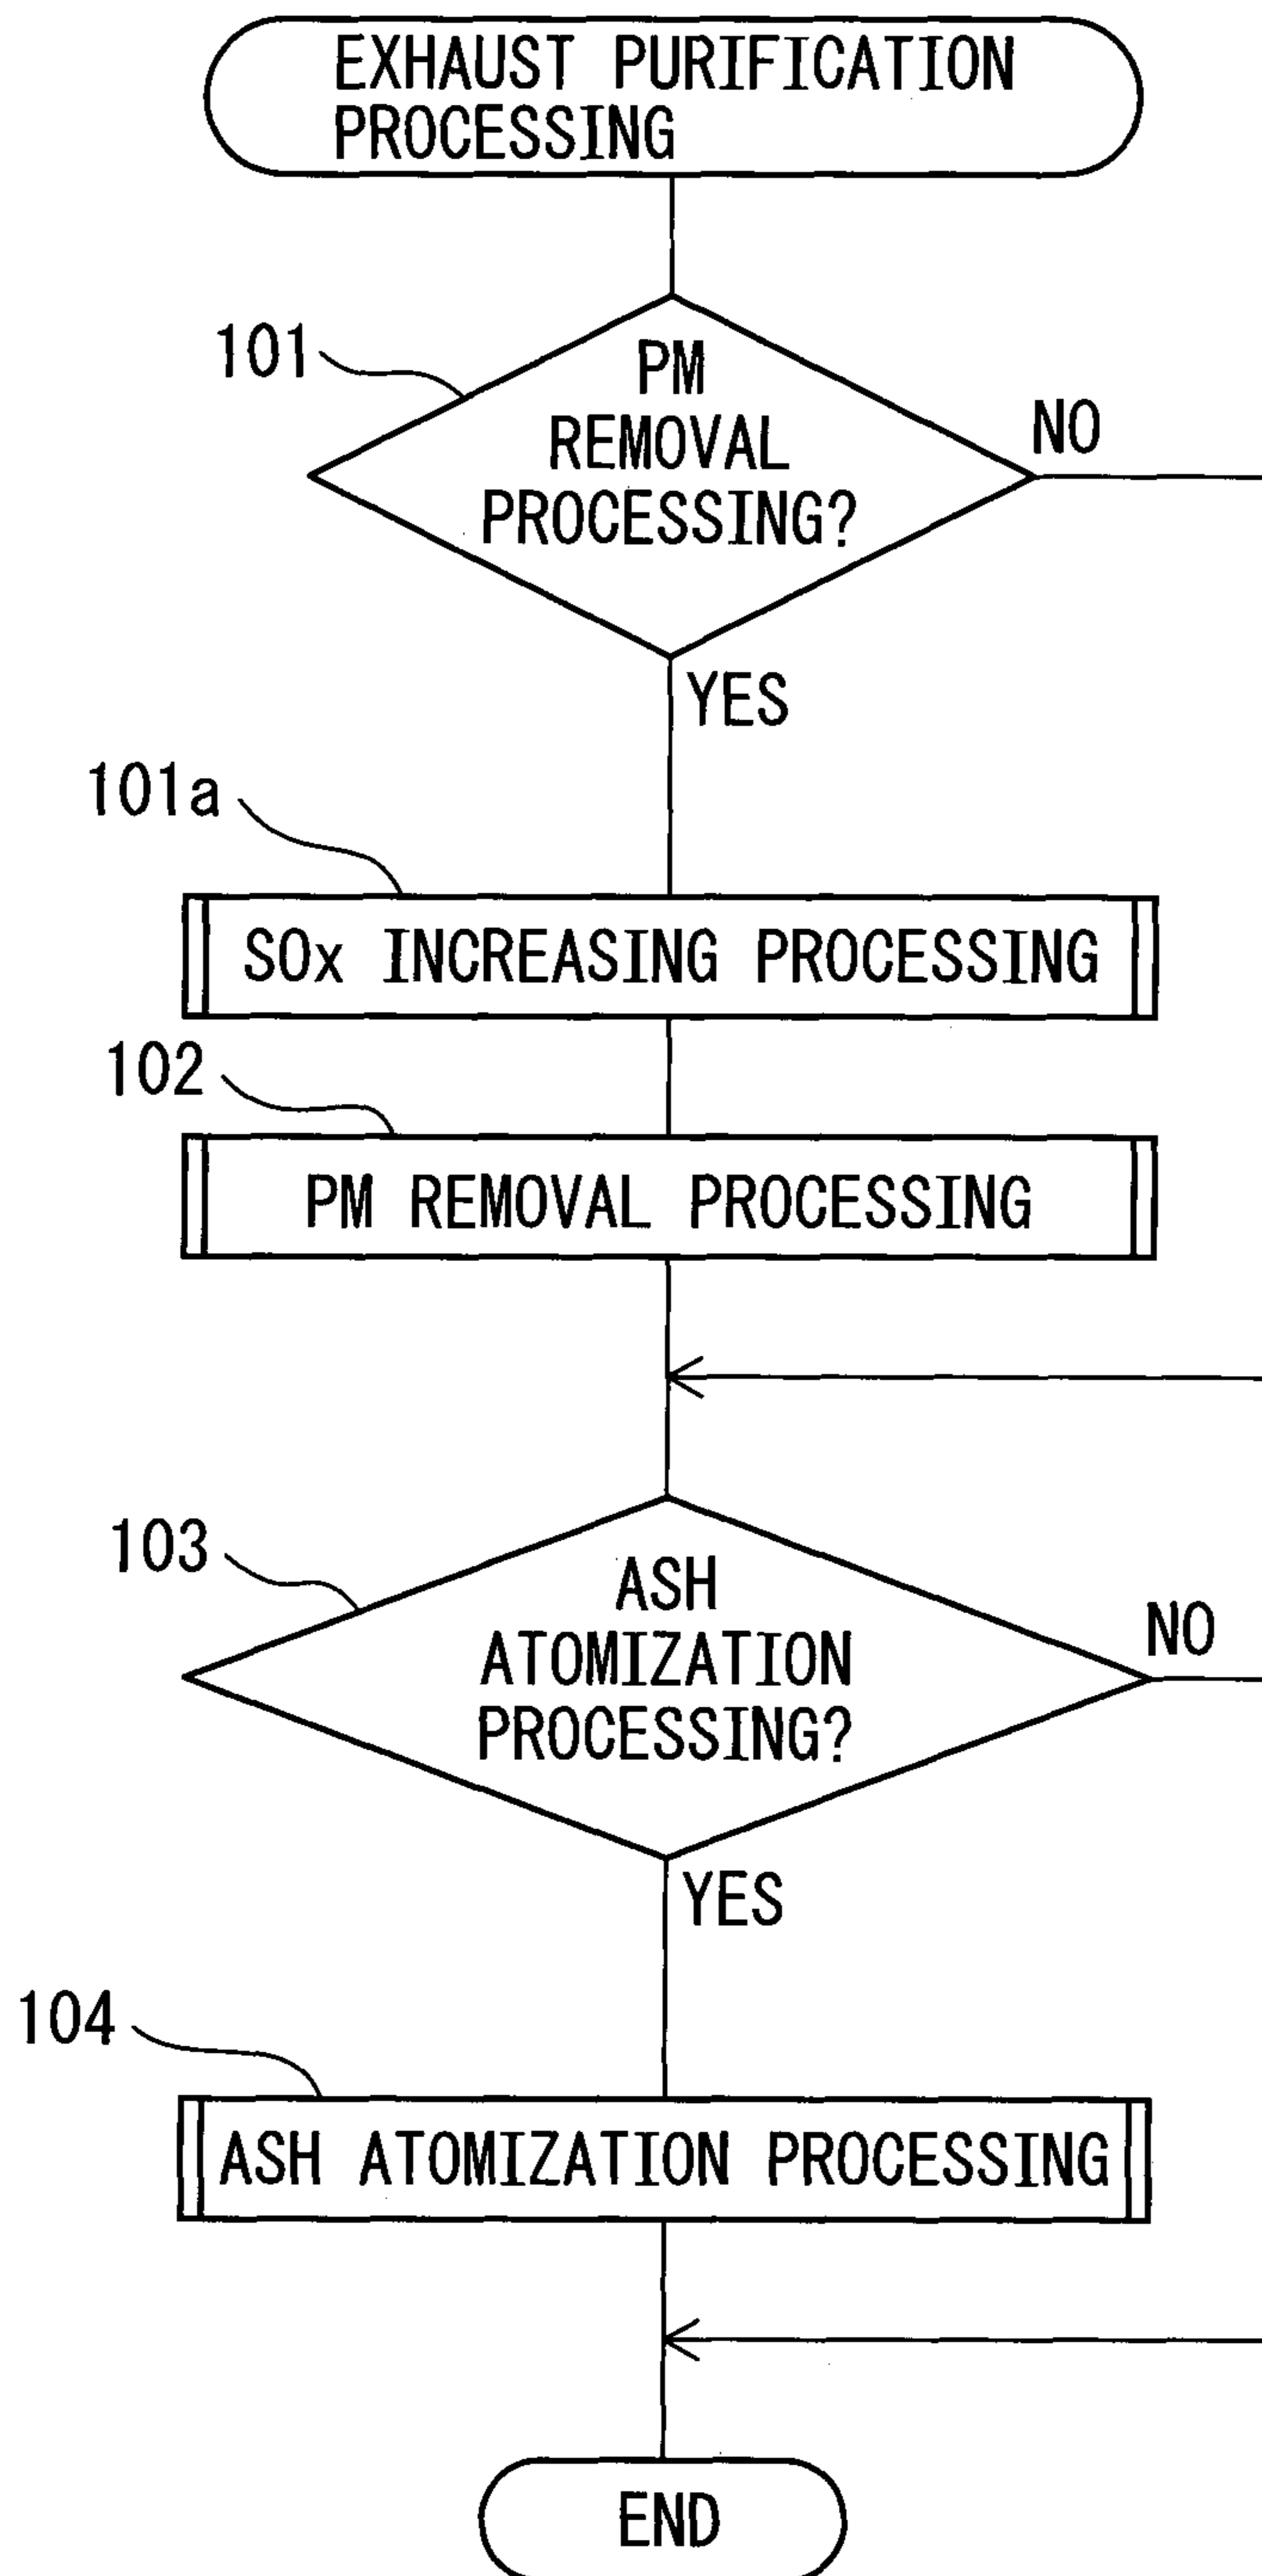 EXHAUST PURIFICATION
PROCESSING
101
PM
REMOVAL
PROCESSING?
NO
YES
101a
SOx INCREASING PROCESSING
102
PM REMOVAL PROCESSING
103
ASH
ATOMIZATION
PROCESSING?
NO
YES
104
ASH ATOMIZATION PROCESSING
END